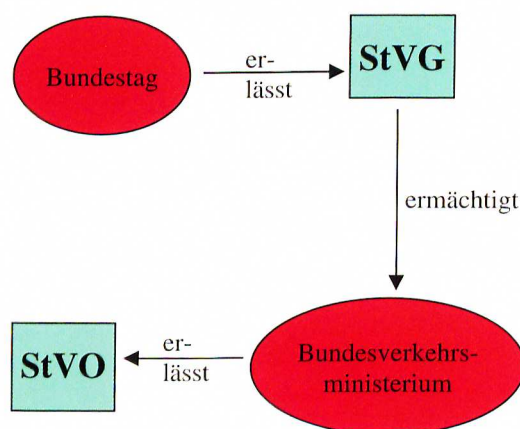 Bundestag
er-
lässt
StVG
ermächtigt
Bundesverkehrs-
ministerium
er-
lässt
StVO